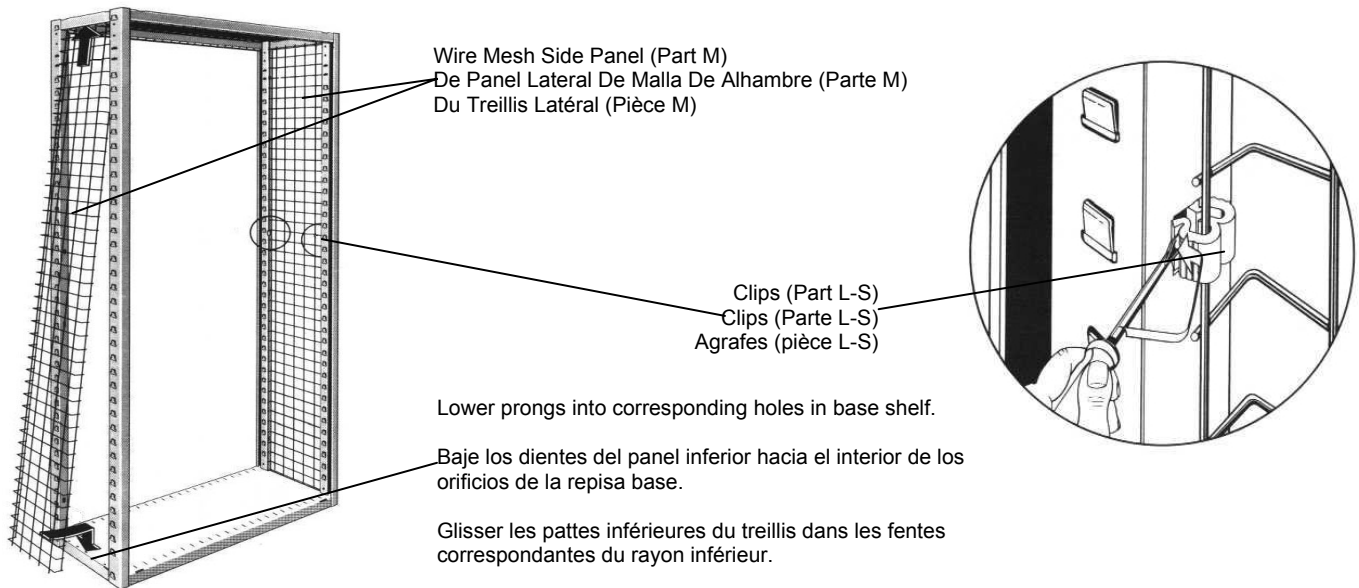 Wire Mesh Side Panel (Part M)
De Panel Lateral De Malla De Alhambre (Parte M)
Du Treillis Latéral (Pièce M)
Clips (Part L-S)
Clips (Parte L-S)
Agrafes (pièce L-S)
Lower prongs into corresponding holes in base shelf.
Baje los dientes del panel inferior hacia el interior de los
orificios de la repisa base.
Glisser les pattes inférieures du treillis dans les fentes
correspondantes du rayon inférieur.